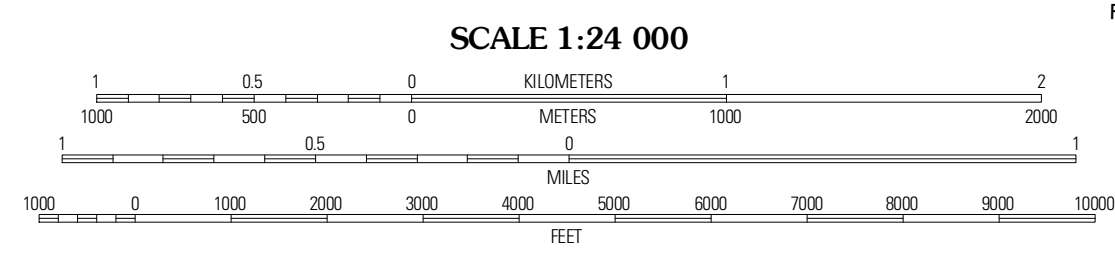 F
SCALE 1:24 000
1 0.5 0 KILOMETERS 1 2
1000 500 0 METERS 1000 2000
1 0.5 0 1
MILES
1000 0 1000 2000 3000 4000 5000 6000 7000 8000 9000 10000
FEET